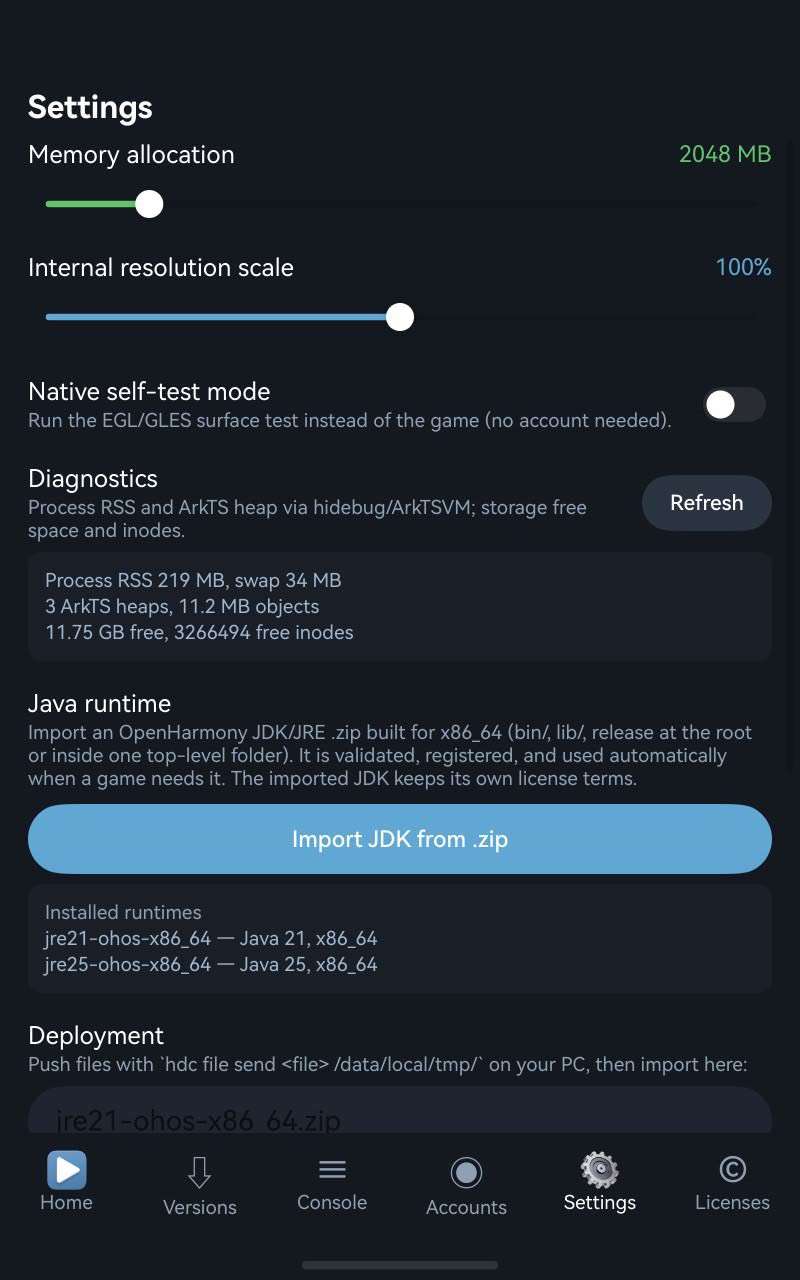 Settings
Memory allocation
2048 MB
Internal resolution scale
100%
Native self-test mode
Run the EGL/GLES surface test instead of the game (no account needed).
Diagnostics
Process RSS and ArkTS heap via hidebug/ArkTSVM; storage free
space and inodes.
Refresh
Process RSS 219 MB, swap 34 MB
3 ArkTS heaps, 11.2 MB objects
11.75 GB free, 3266494 free inodes
Java runtime
Import an OpenHarmony JDK/JRE .zip built for x86_64 (bin/, lib/, release at the root
or inside one top-level folder). It is validated, registered, and used automatically
when a game needs it. The imported JDK keeps its own license terms.
Import JDK from .zip
Installed runtimes
jre21-ohos-x86_64 — Java 21, x86_64
jre25-ohos-x86_64 — Java 25, x86_64
Deployment
Push files with `hdc file send <file> /data/local/tmp/` on your PC, then import here:
jre21-ohos-x86_64.zip
Home
Versions
Console
Accounts
Settings
Licenses